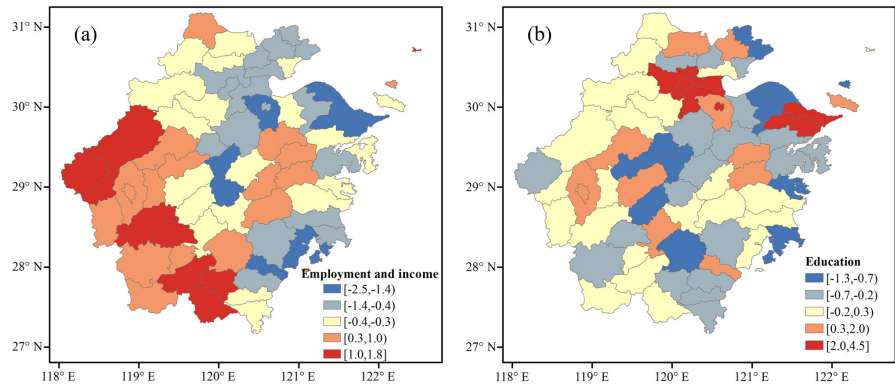 (a)
31° N
30° N
29° N
28° N
27° N
118° E
119° E
120° E
121° E
122° E
Employment and income
[-2.5,-1.4)
[-1.4,-0.4)
[-0.4,-0.3)
[0.3,1.0)
[1.0,1.8]
(b)
31° N
30° N
29° N
28° N
27° N
118° E
119° E
120° E
121° E
122° E
Education
[-1.3,-0.7)
[-0.7,-0.2)
[-0.2,0.3)
[0.3,2.0)
[2.0,4.5]